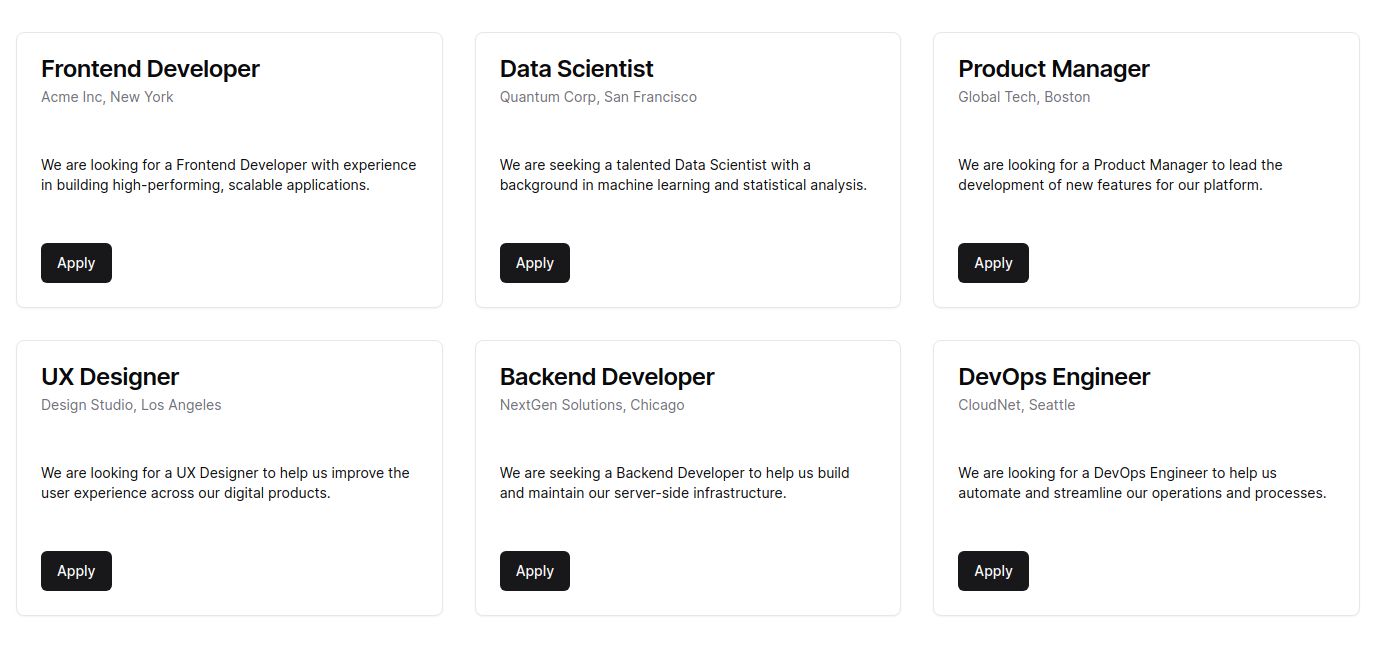 Frontend Developer
Acme Inc, New York
We are looking for a Frontend Developer with experience
in building high-performing, scalable applications.
Apply
Data Scientist
Quantum Corp, San Francisco
We are seeking a talented Data Scientist with a
background in machine learning and statistical analysis.
Apply
Product Manager
Global Tech, Boston
We are looking for a Product Manager to lead the
development of new features for our platform.
Apply
UX Designer
Design Studio, Los Angeles
We are looking for a UX Designer to help us improve the
user experience across our digital products.
Apply
Backend Developer
NextGen Solutions, Chicago
We are seeking a Backend Developer to help us build
and maintain our server-side infrastructure.
Apply
DevOps Engineer
CloudNet, Seattle
We are looking for a DevOps Engineer to help us
automate and streamline our operations and processes.
Apply